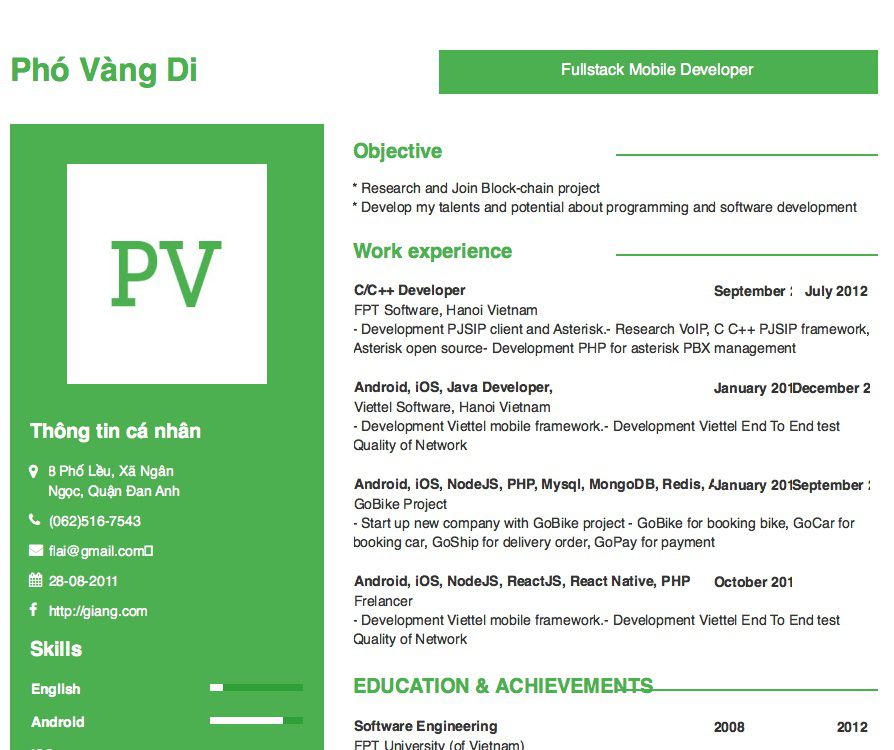 Phó Vàng Di
Fullstack Mobile Developer
PV
Thông tin cá nhân
8 Phố Lều, Xã Ngân
Ngọc, Quận Đan Anh
(062)516-7543
flai@gmail.com
28-08-2011
http://giang.com
Skills
English
Android
Objective
* Research and Join Block-chain project
* Develop my talents and potential about programming and software development
Work experience
C/C++ Developer
September
July 2012
FPT Software, Hanoi Vietnam
- Development PJSIP client and Asterisk.- Research VoIP, C C++ PJSIP framework,
Asterisk open source- Development PHP for asterisk PBX management
Android, iOS, Java Developer,
January 201
December 2
Viettel Software, Hanoi Vietnam
- Development Viettel mobile framework.- Development Viettel End To End test
Quality of Network
Android, iOS, NodeJS, PHP, Mysql, MongoDB, Redis,
January 201
September
GoBike Project
- Start up new company with GoBike project - GoBike for booking bike, GoCar for
booking car, GoShip for delivery order, GoPay for payment
Android, iOS, NodeJS, ReactJS, React Native, PHP
October 201
Frelancer
- Development Viettel mobile framework.- Development Viettel End To End test
Quality of Network
EDUCATION & ACHIEVEMENTS
Software Engineering
2008
2012
FPT University (of Vietnam)